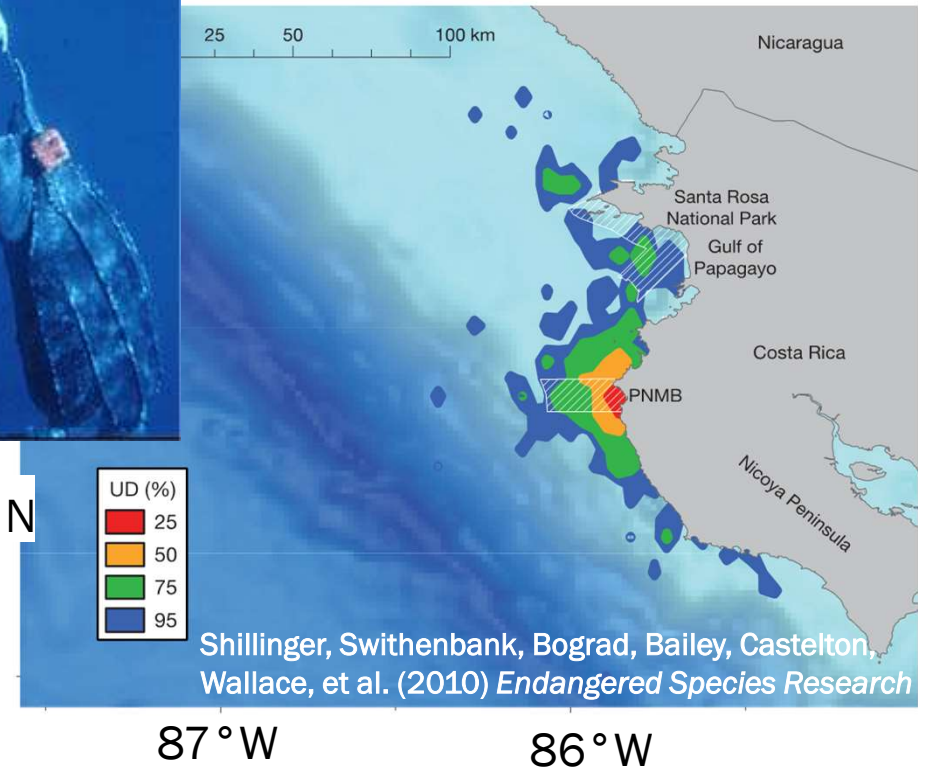 25 50 100 km
Nicaragua
Santa Rosa
National Park
Gulf of
Papagayo
Costa Rica
PNMB
Nicoya Peninsula
N
UD (%)
25
50
75
95
Shillinger, Swithenbank, Bograd, Bailey, Castelton,
Wallace, et al. (2010) Endangered Species Research
87°W 86°W